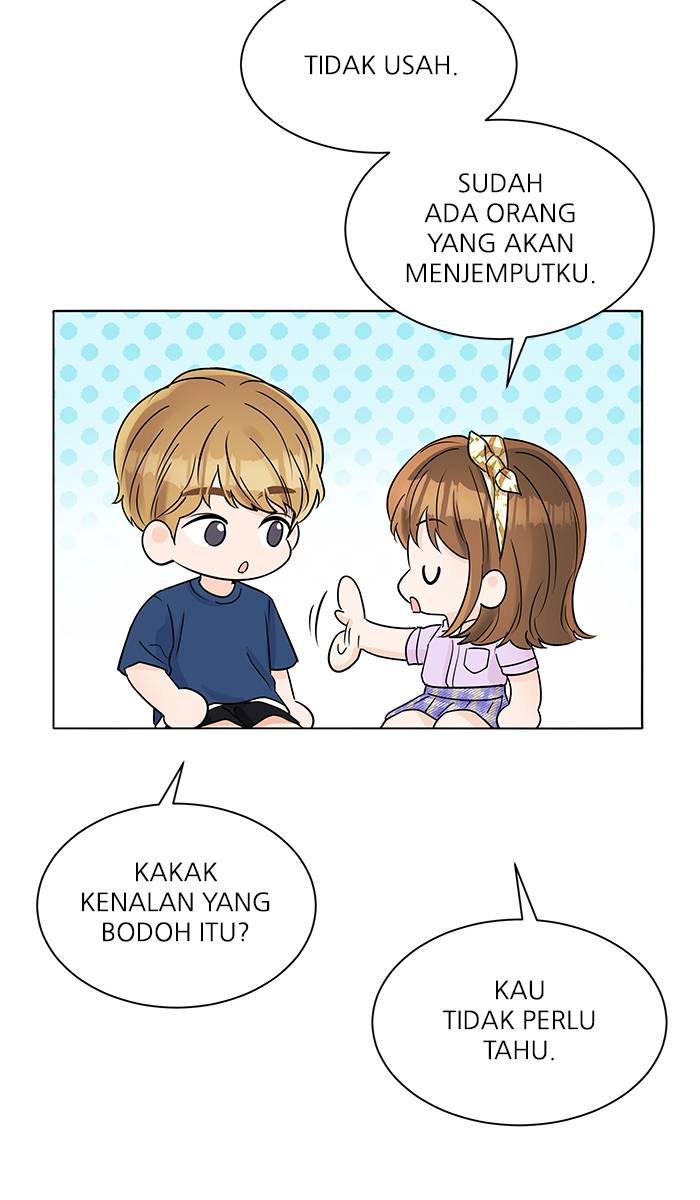 TIDAK USAH.
SUDAH
ADA ORANG
YANG AKAN
MENJEMPUTKU.
KAKAK
KENALAN YANG
BODOH ITU?
KAU
TIDAK PERLU
TAHU.